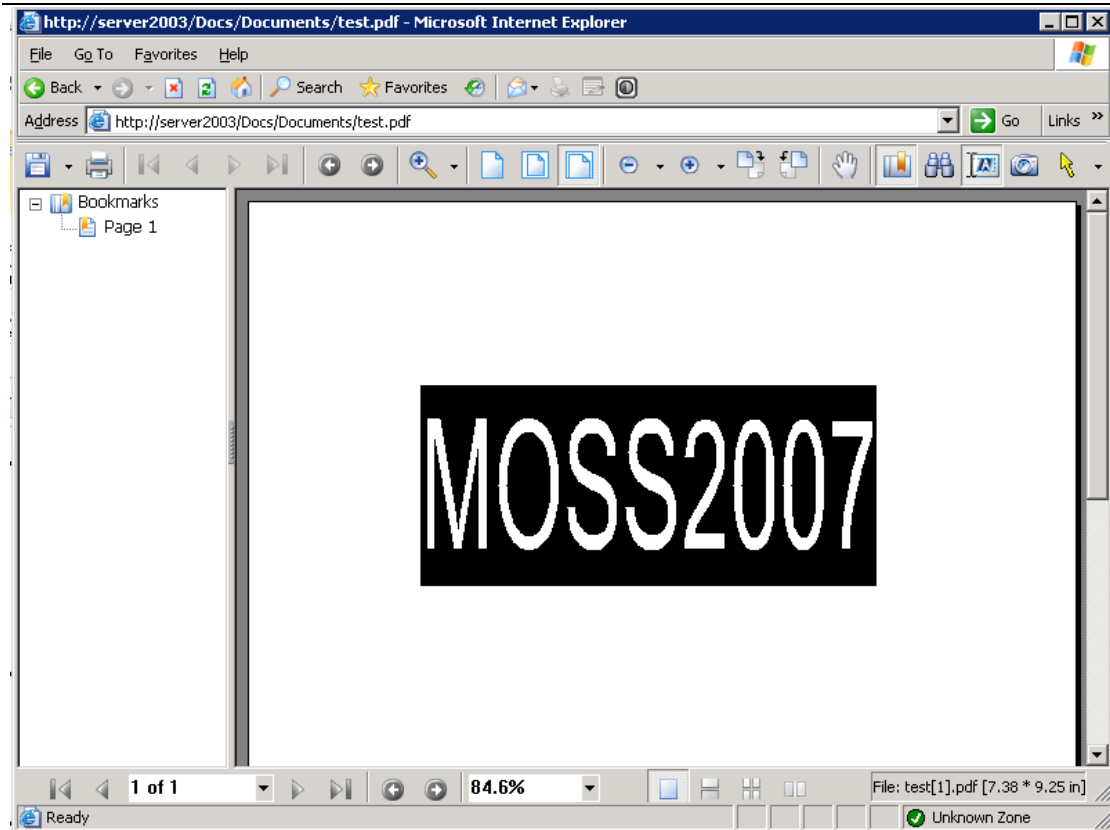 http://server2003/Docs/Documents/test.pdf - Microsoft Internet Explorer
File Go To Favorites Help
Back Search Favorites
Address http://server2003/Docs/Documents/test.pdf Go Links »
Bookmarks
Page 1
MOSS2007
1 of 1 84.6% File: test[1].pdf [7.38 * 9.25 in]
Ready Unknown Zone